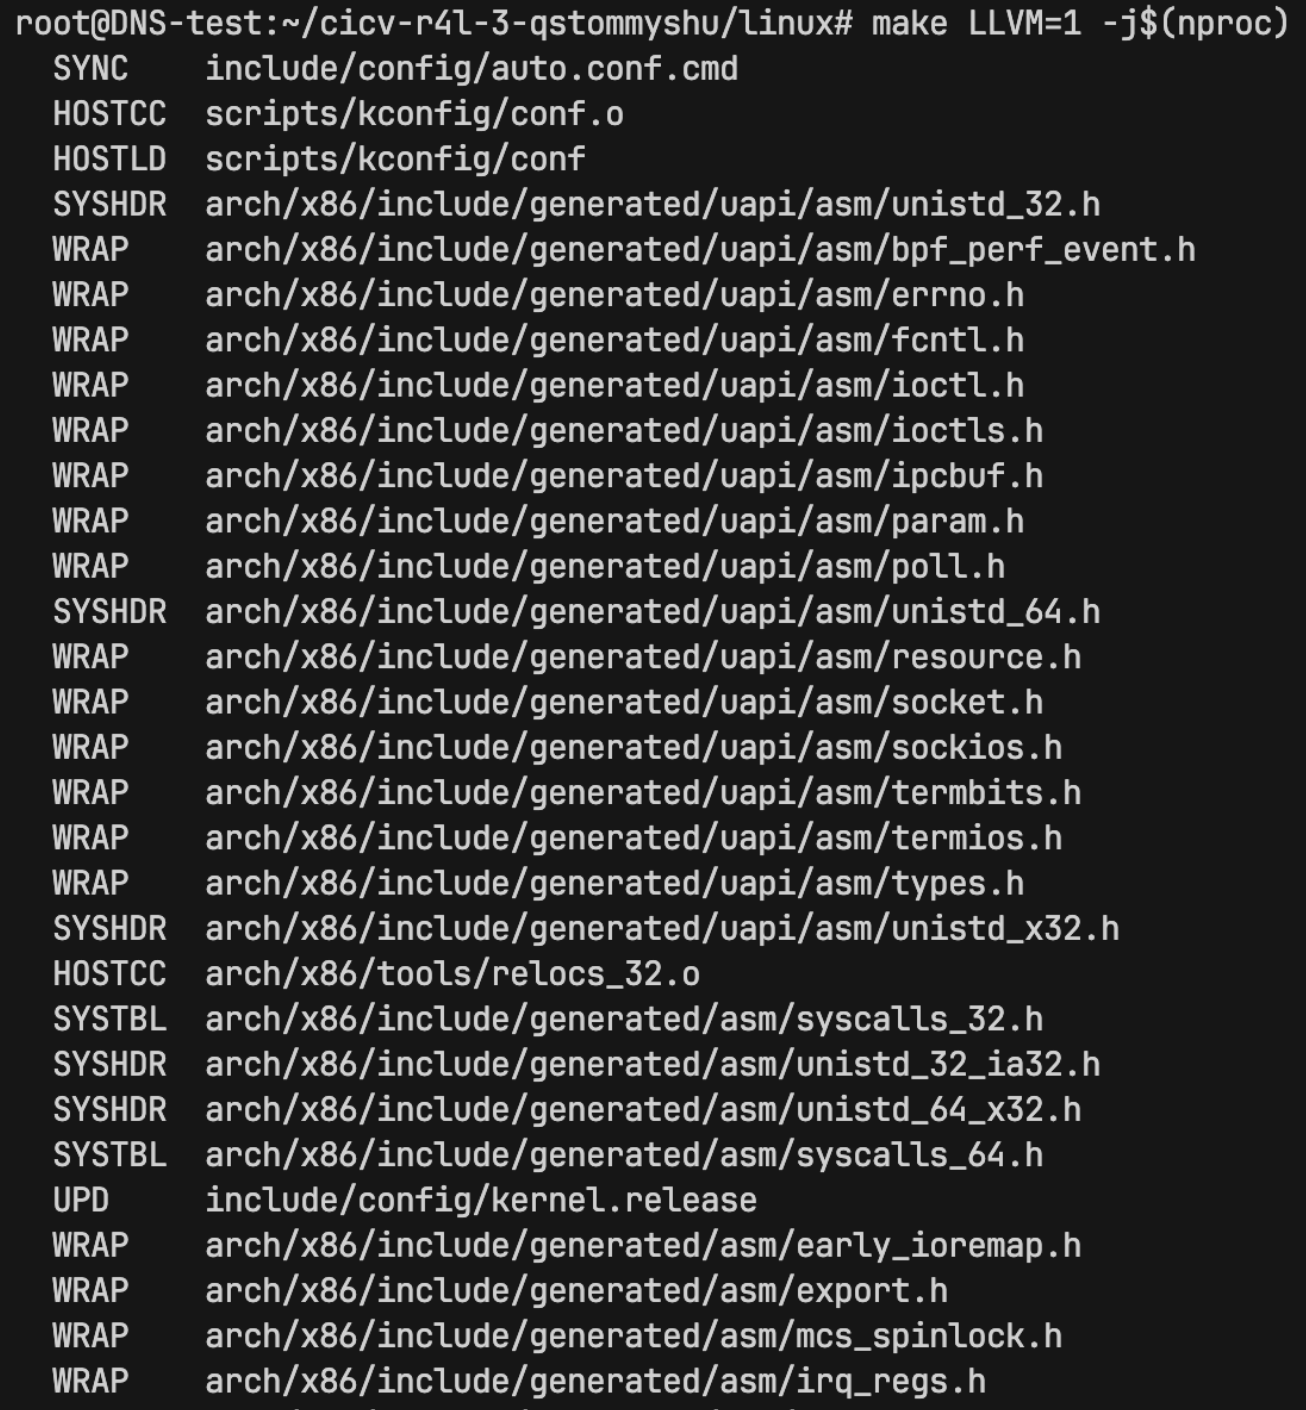 root@DNS-test:~/cicv-r4l-3-qstommyshu/linux# make LLVM=1 -j$(nproc)
SYNC    include/config/auto.conf.cmd
HOSTCC  scripts/kconfig/conf.o
HOSTLD  scripts/kconfig/conf
SYSHDR  arch/x86/include/generated/uapi/asm/unistd_32.h
WRAP    arch/x86/include/generated/uapi/asm/bpf_perf_event.h
WRAP    arch/x86/include/generated/uapi/asm/errno.h
WRAP    arch/x86/include/generated/uapi/asm/fcntl.h
WRAP    arch/x86/include/generated/uapi/asm/ioctl.h
WRAP    arch/x86/include/generated/uapi/asm/ioctls.h
WRAP    arch/x86/include/generated/uapi/asm/ipcbuf.h
WRAP    arch/x86/include/generated/uapi/asm/param.h
WRAP    arch/x86/include/generated/uapi/asm/poll.h
SYSHDR  arch/x86/include/generated/uapi/asm/unistd_64.h
WRAP    arch/x86/include/generated/uapi/asm/resource.h
WRAP    arch/x86/include/generated/uapi/asm/socket.h
WRAP    arch/x86/include/generated/uapi/asm/sockios.h
WRAP    arch/x86/include/generated/uapi/asm/termbits.h
WRAP    arch/x86/include/generated/uapi/asm/termios.h
WRAP    arch/x86/include/generated/uapi/asm/types.h
SYSHDR  arch/x86/include/generated/uapi/asm/unistd_x32.h
HOSTCC  arch/x86/tools/relocs_32.o
SYSTBL  arch/x86/include/generated/asm/syscalls_32.h
SYSHDR  arch/x86/include/generated/asm/unistd_32_ia32.h
SYSHDR  arch/x86/include/generated/asm/unistd_64_x32.h
SYSTBL  arch/x86/include/generated/asm/syscalls_64.h
UPD     include/config/kernel.release
WRAP    arch/x86/include/generated/asm/early_ioremap.h
WRAP    arch/x86/include/generated/asm/export.h
WRAP    arch/x86/include/generated/asm/mcs_spinlock.h
WRAP    arch/x86/include/generated/asm/irq_regs.h